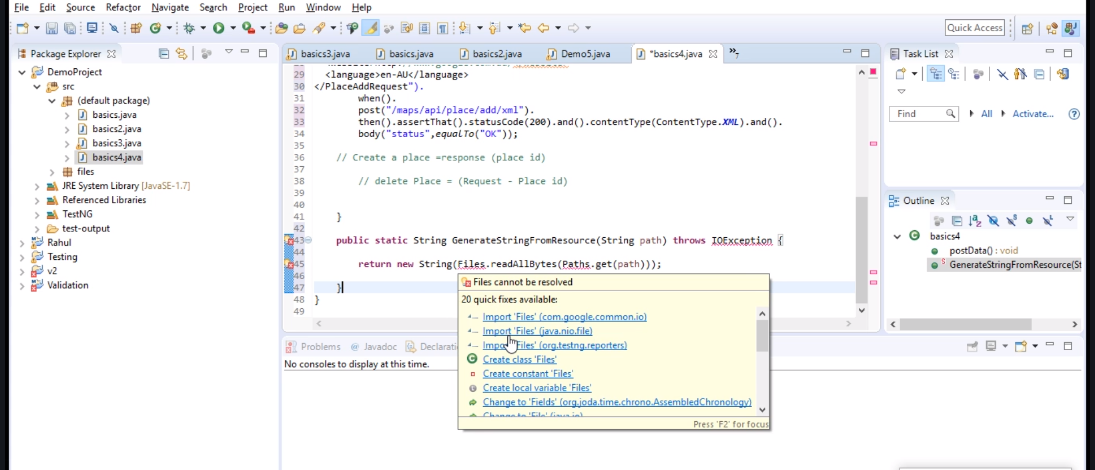 File Edit Source Refactor Navigate Search Project Run Window Help
Quick Access
Package Explorer
DemoProject
src
(default package)
basics.java
basics2.java
basics3.java
basics4.java
files
JRE System Library [JavaSE-1.7]
Referenced Libraries
TestNG
test-output
Rahul
Testing
v2
Validation
basics3.java basics.java basics2.java Demo5.java *basics4.java »7
29 <language>en-AU</language>
30 </PlaceAddRequest>").
31 when().
32 post("/maps/api/place/add/xml").
33 then().assertThat().statusCode(200).and().contentType(ContentType.XML).and().
34 body("status",equalTo("OK"));
35
36 // Create a place =response (place id)
37
38 // delete Place = (Request - Place id)
39
40
41 }
42
43 public static String GenerateStringFromResource(String path) throws IOException {
44
45 return new String(Files.readAllBytes(Paths.get(path)));
46
47 }
48 }
49
Files cannot be resolved
20 quick fixes available:
Import 'Files' (com.google.common.io)
Import 'Files' (java.nio.file)
Import 'Files' (org.testng.reporters)
Create class 'Files'
Create constant 'Files'
Create local variable 'Files'
Change to 'Fields' (org.joda.time.chrono.AssembledChronology)
Change to 'File' (java.io)
Press 'F2' for focus
Problems @ Javadoc Declarati
No consoles to display at this time.
Task List
Find All Activate...
Outline
basics4
postData() : void
GenerateStringFromResource(St